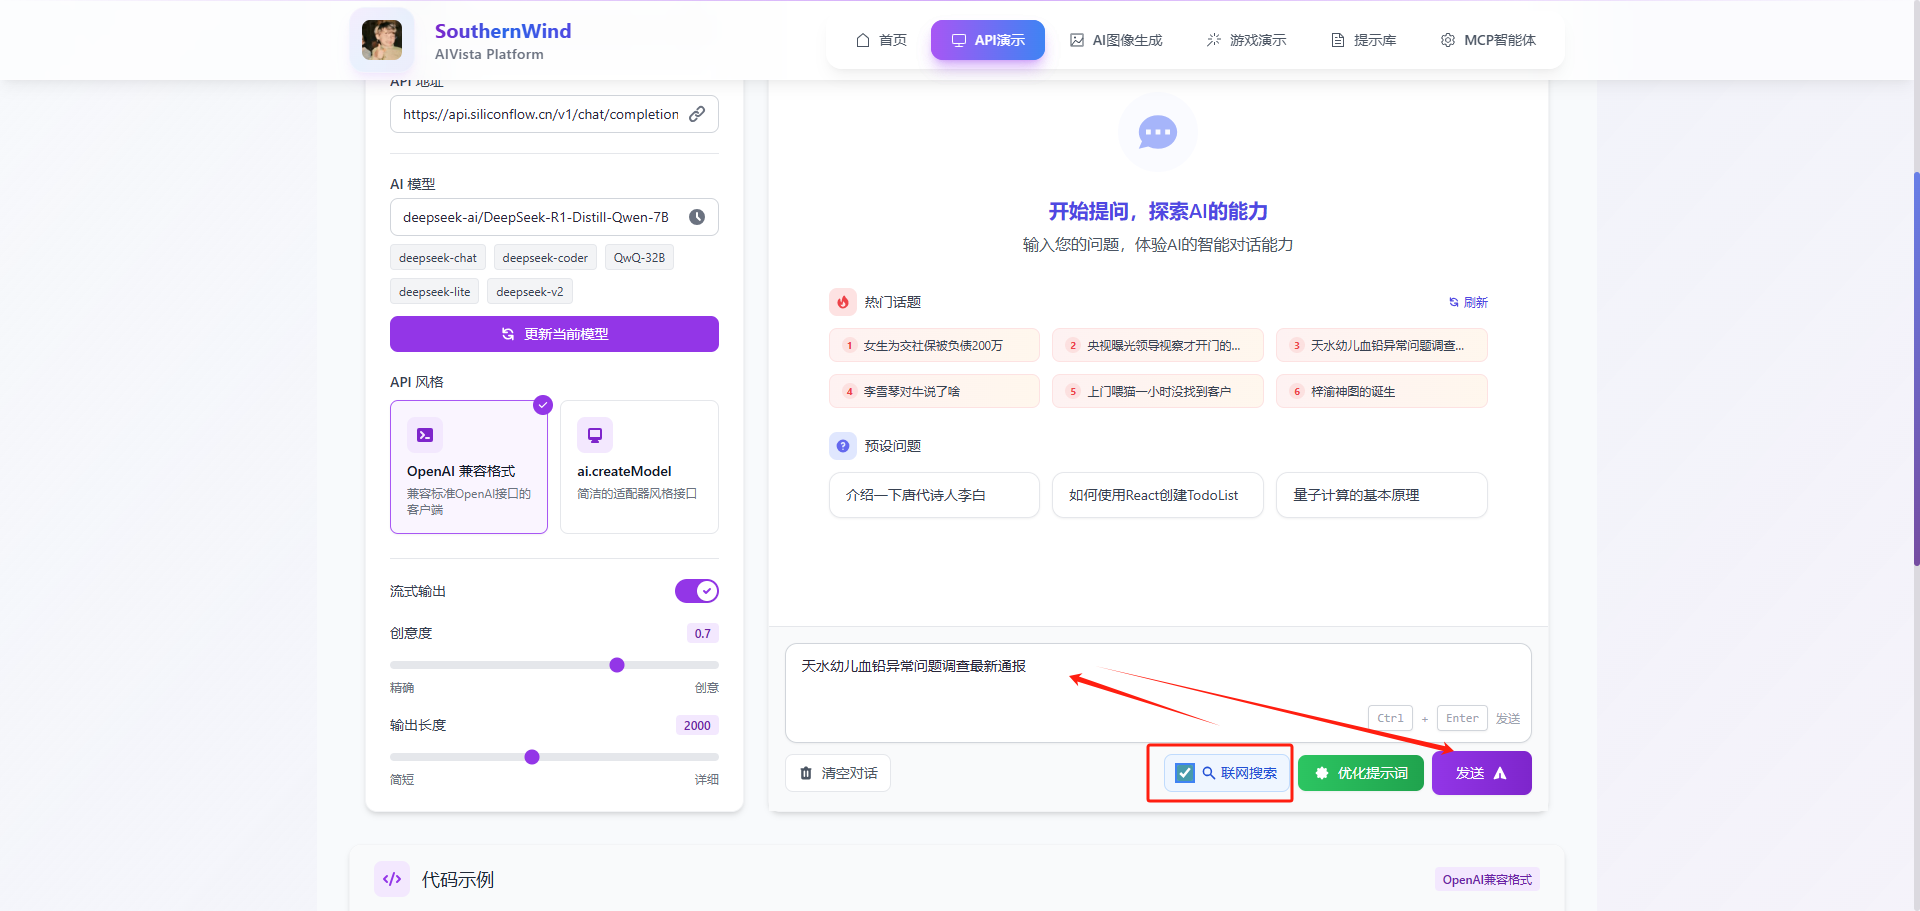 SouthernWind
AIVista Platform
首页
API演示
AI图像生成
游戏演示
提示库
MCP智能体
API 地址
https://api.siliconflow.cn/v1/chat/completion
AI 模型
deepseek-ai/DeepSeek-R1-Distill-Qwen-7B
deepseek-chat
deepseek-coder
QwQ-32B
deepseek-lite
deepseek-v2
更新当前模型
API 风格
OpenAI 兼容格式
兼容标准OpenAI接口的
客户端
ai.createModel
简洁的适配器风格接口
流式输出
创意度
0.7
精确
创意
输出长度
2000
简短
详细
开始提问，探索AI的能力
输入您的问题，体验AI的智能对话能力
热门话题
刷新
1 女生为交社保被负债200万
2 央视曝光领导视察才开门的...
3 天水幼儿血铅异常问题调查...
4 李雪琴对牛说了啥
5 上门喂猫一小时没找到客户
6 梓渝神图的诞生
预设问题
介绍一下唐代诗人李白
如何使用React创建TodoList
量子计算的基本原理
天水幼儿血铅异常问题调查最新通报
Ctrl + Enter 发送
清空对话
联网搜索
优化提示词
发送
代码示例
OpenAI兼容格式